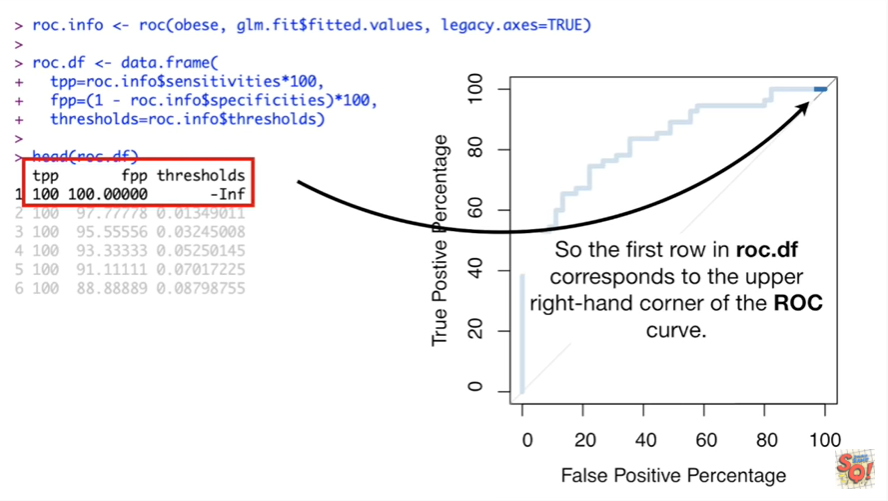 > roc.info <- roc(obese, glm.fit$fitted.values, legacy.axes=TRUE)
>
> roc.df <- data.frame(
+   tpp=roc.info$sensitivities*100,
+   fpp=(1 - roc.info$specificities)*100,
+   thresholds=roc.info$thresholds)
>
> head(roc.df)
  tpp       fpp thresholds
1 100 100.00000       -Inf
2 100  97.77778 0.01349011
3 100  95.55556 0.03245008
4 100  93.33333 0.05250145
5 100  91.11111 0.07017225
6 100  88.88889 0.08798755
True Postive Percentage
100
80
60
40
20
0
So the first row in roc.df
corresponds to the upper
right-hand corner of the ROC
curve.
0 20 40 60 80 100
False Positive Percentage
SQ!